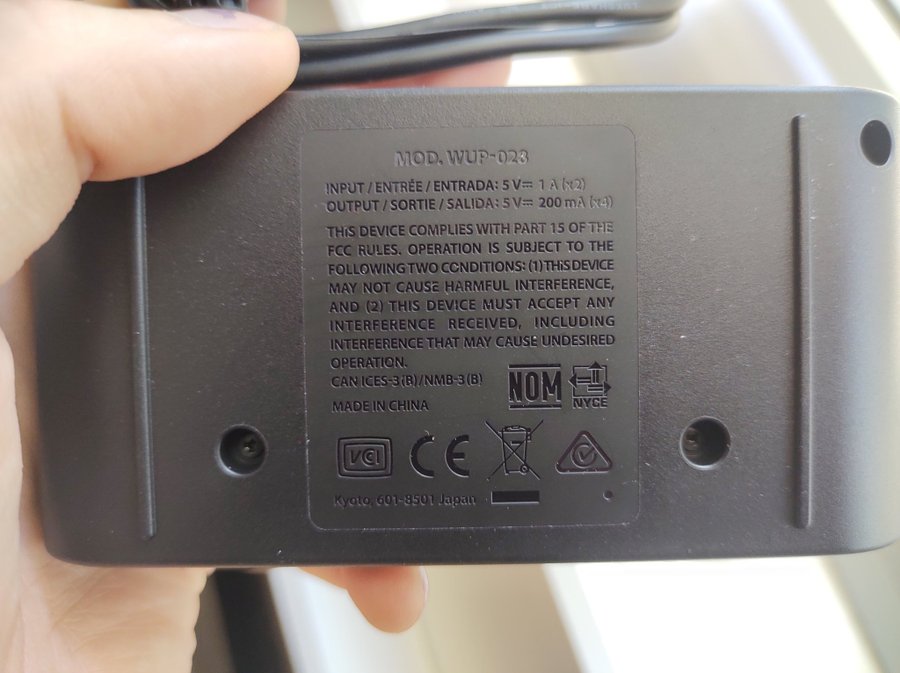 MOD. WUP-023
INPUT / ENTRÉE / ENTRADA: 5 V⎓ 1 A (x2)
OUTPUT / SORTIE / SALIDA: 5 V⎓ 200 mA (x4)
THIS DEVICE COMPLIES WITH PART 15 OF THE
FCC RULES. OPERATION IS SUBJECT TO THE
FOLLOWING TWO CONDITIONS: (1) THIS DEVICE
MAY NOT CAUSE HARMFUL INTERFERENCE,
AND (2) THIS DEVICE MUST ACCEPT ANY
INTERFERENCE RECEIVED, INCLUDING
INTERFERENCE THAT MAY CAUSE UNDESIRED
OPERATION.
CAN ICES-3 (B) / NMB-3 (B)
NOM
NYCE
MADE IN CHINA
VCI CE
Kyoto, 601-8501 Japan